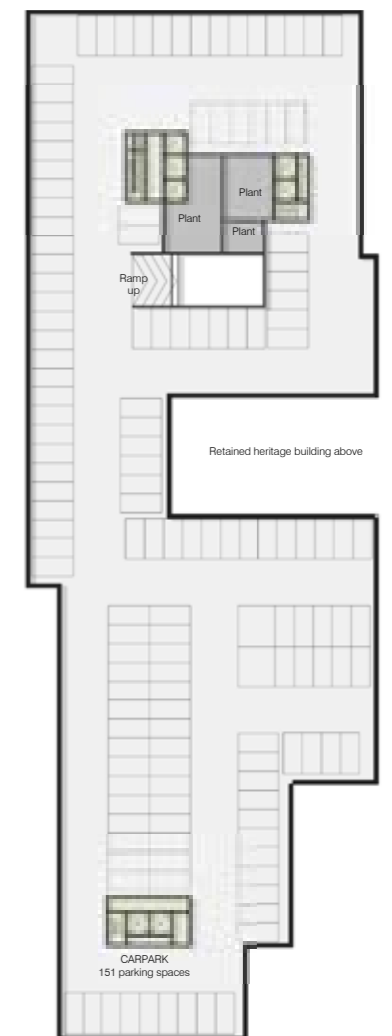 Plant
Plant
Plant
Ramp
up
Retained heritage building above
CARPARK
151 parking spaces